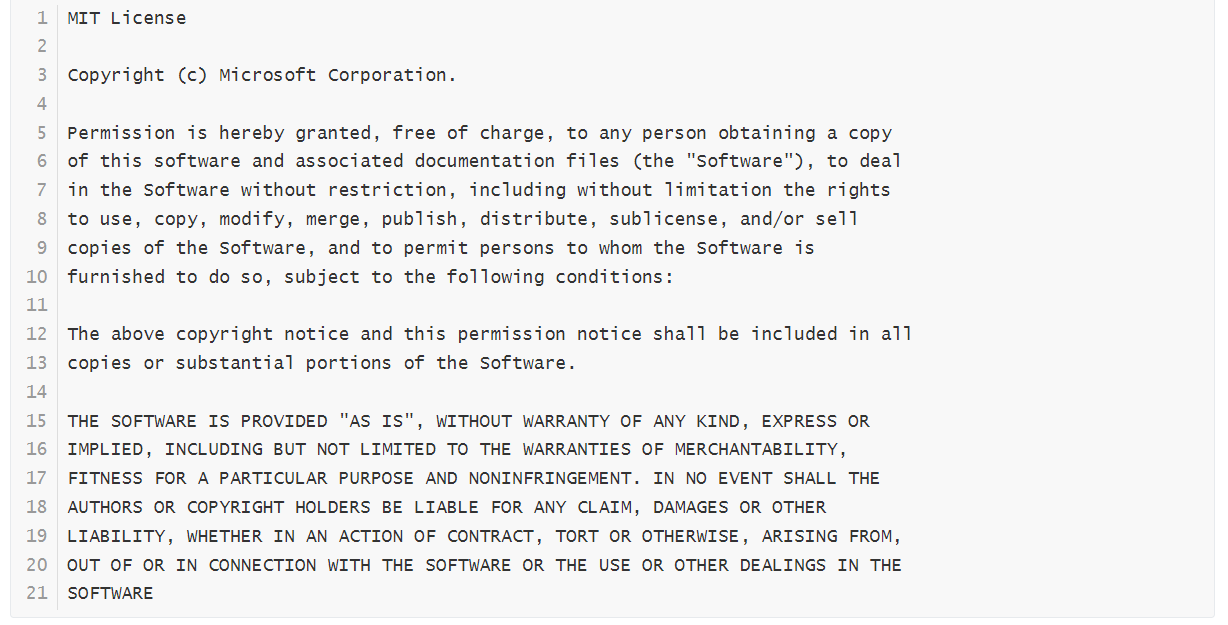 1 MIT License
2
3 Copyright (c) Microsoft Corporation.
4
5 Permission is hereby granted, free of charge, to any person obtaining a copy
6 of this software and associated documentation files (the "Software"), to deal
7 in the Software without restriction, including without limitation the rights
8 to use, copy, modify, merge, publish, distribute, sublicense, and/or sell
9 copies of the Software, and to permit persons to whom the Software is
10 furnished to do so, subject to the following conditions:
11
12 The above copyright notice and this permission notice shall be included in all
13 copies or substantial portions of the Software.
14
15 THE SOFTWARE IS PROVIDED "AS IS", WITHOUT WARRANTY OF ANY KIND, EXPRESS OR
16 IMPLIED, INCLUDING BUT NOT LIMITED TO THE WARRANTIES OF MERCHANTABILITY,
17 FITNESS FOR A PARTICULAR PURPOSE AND NONINFRINGEMENT. IN NO EVENT SHALL THE
18 AUTHORS OR COPYRIGHT HOLDERS BE LIABLE FOR ANY CLAIM, DAMAGES OR OTHER
19 LIABILITY, WHETHER IN AN ACTION OF CONTRACT, TORT OR OTHERWISE, ARISING FROM,
20 OUT OF OR IN CONNECTION WITH THE SOFTWARE OR THE USE OR OTHER DEALINGS IN THE
21 SOFTWARE